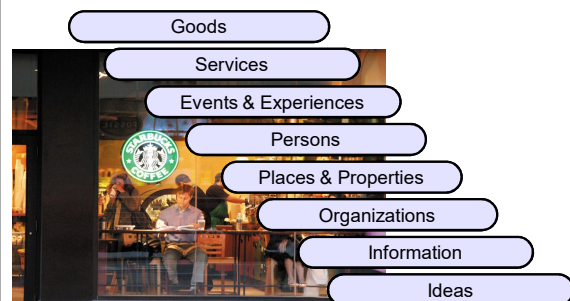 Goods
Services
Events & Experiences
Persons
STARBUCKS
COFFEE
Places & Properties
Organizations
Information
Ideas